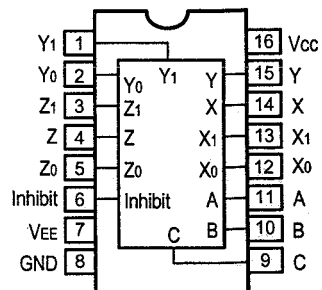 Y1 1 Y1 16 Vcc
Y0 2 Y0 Y 15 Y
Z1 3 Z1 X 14 X
Z 4 Z X1 13 X1
Z0 5 Z0 X0 12 X0
Inhibit 6 Inhibit A 11 A
VEE 7 B 10 B
GND 8 C 9 C